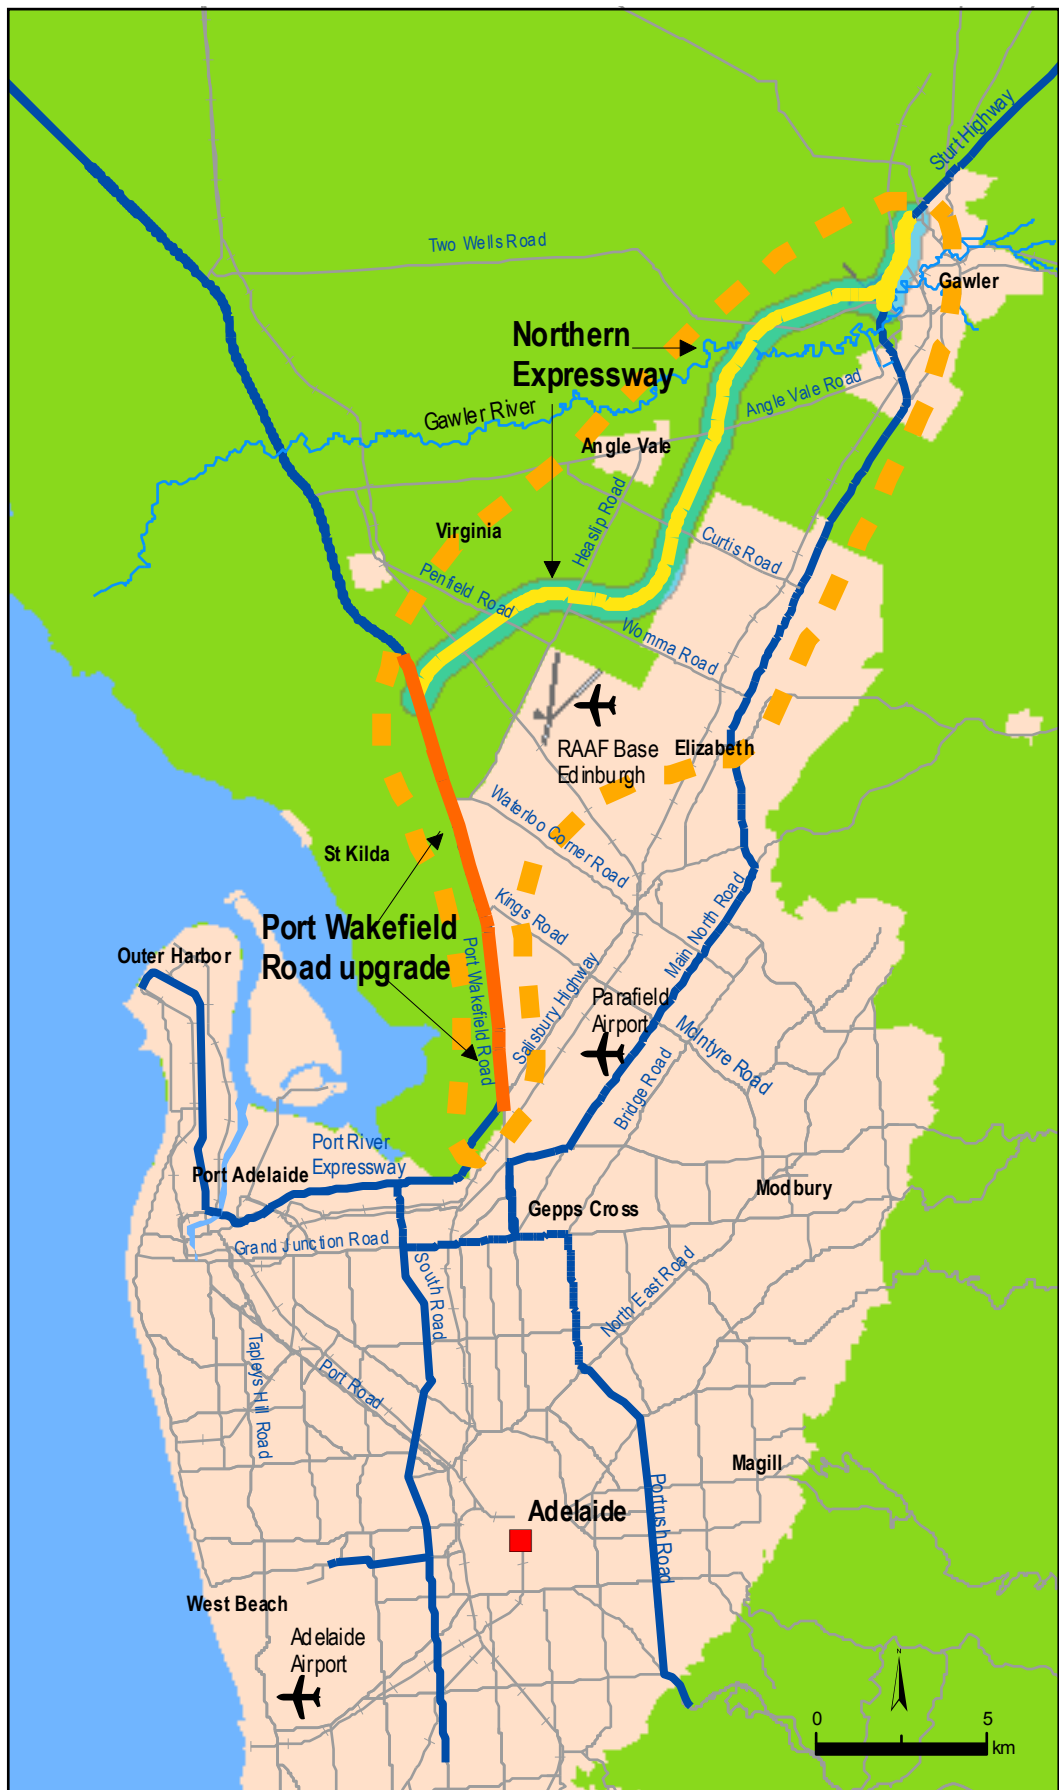 Sturt Highway
Two Wells Road
Gawler
Northern
Expressway
Angle Vale Road
Gawler River
Angle Vale
Heaslip Road
Virginia
Curtis Road
Penfield Road
Womma Road
RAAF Base
Edinburgh
Elizabeth
Waterloo Corner Road
St Kilda
Kings Road
Main North Road
Port Wakefield
Road upgrade
Outer Harbor
Port Wakefield Road
Salisbury Highway
Parafield
Airport
McIntyre Road
Bridge Road
Port River
Expressway
Port Adelaide
Modbury
Gepps Cross
Grand Junction Road
South Road
North East Road
Tapleys Hill Road
Port Road
Magill
Portrush Road
Adelaide
West Beach
Adelaide
Airport
N
0 5
km